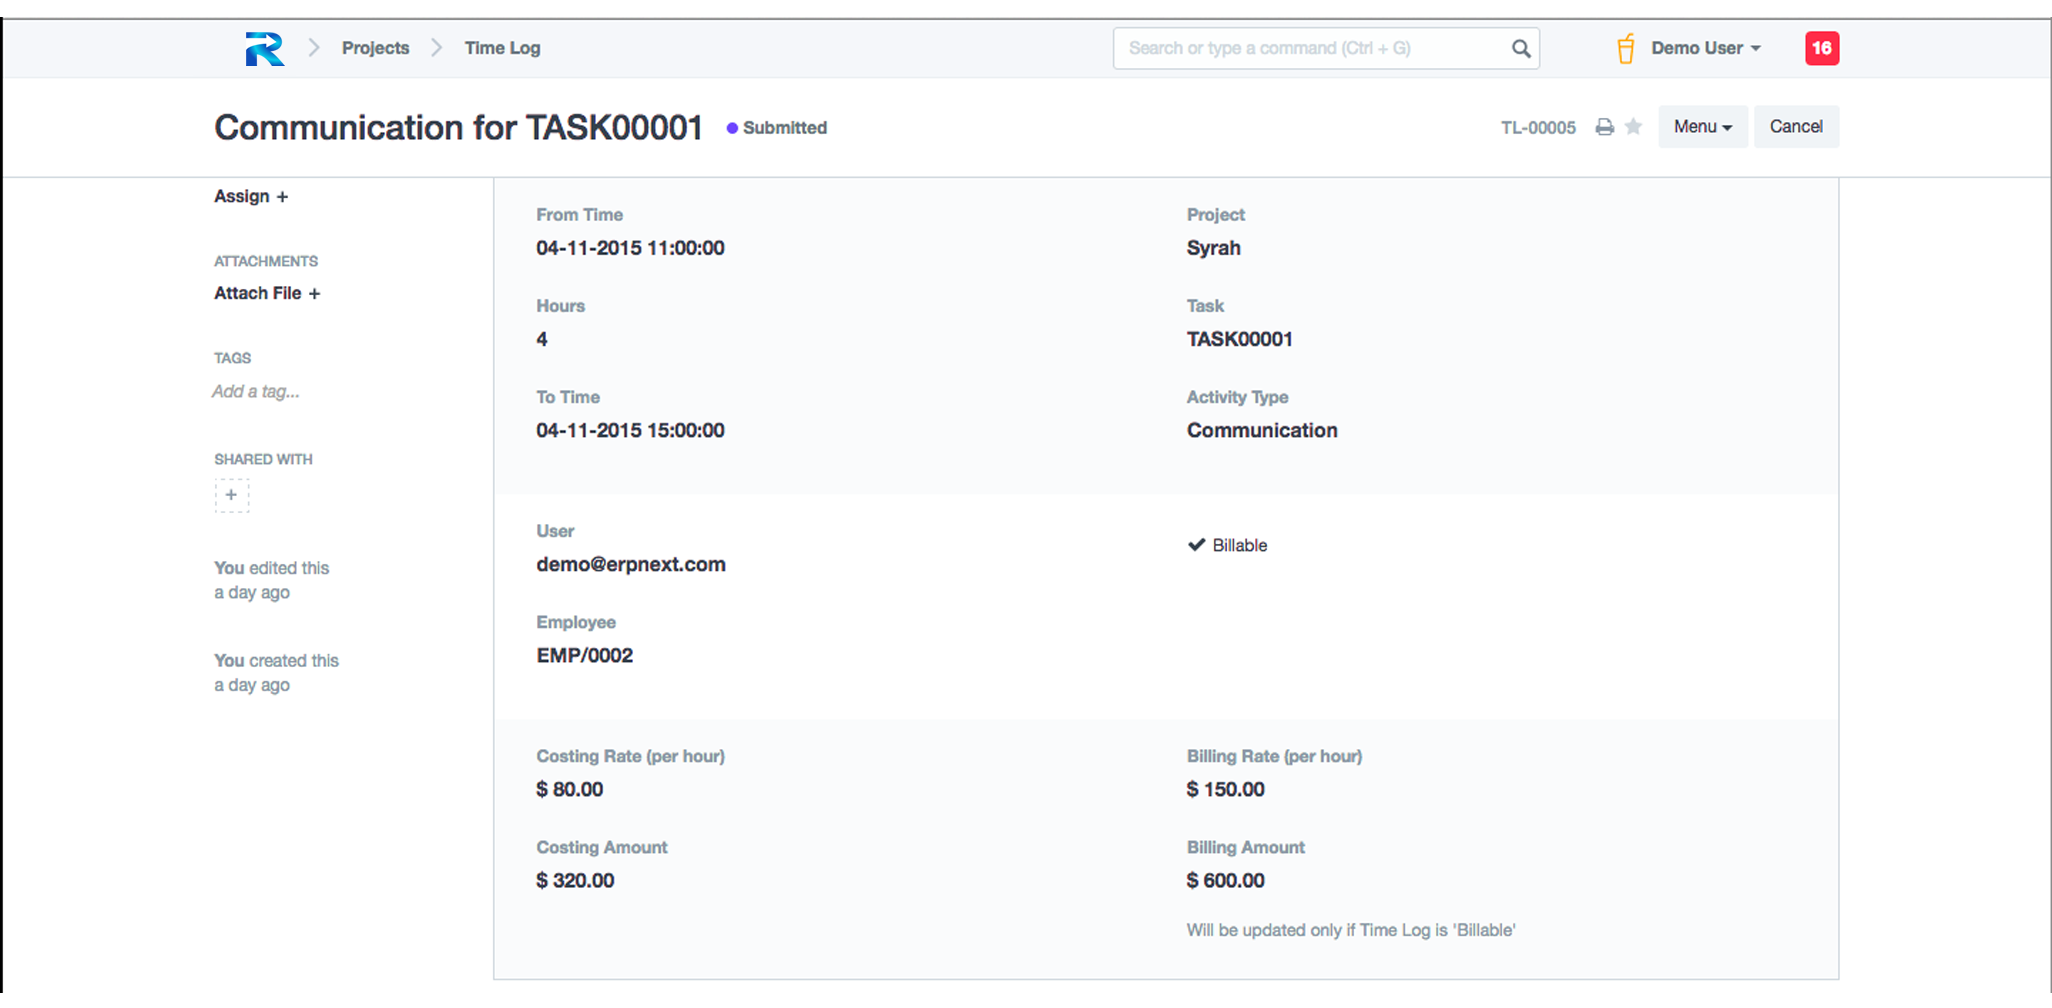 Projects
Time Log
Search or type a command (Ctrl + G)
Demo User
16
Communication for TASK00001
Submitted
TL-00005
Menu
Cancel
Assign +
ATTACHMENTS
Attach File +
TAGS
Add a tag...
SHARED WITH
+
You edited this
a day ago
You created this
a day ago
From Time
04-11-2015 11:00:00
Hours
4
To Time
04-11-2015 15:00:00
Project
Syrah
Task
TASK00001
Activity Type
Communication
User
demo@erpnext.com
Employee
EMP/0002
Billable
Costing Rate (per hour)
$ 80.00
Costing Amount
$ 320.00
Billing Rate (per hour)
$ 150.00
Billing Amount
$ 600.00
Will be updated only if Time Log is 'Billable'